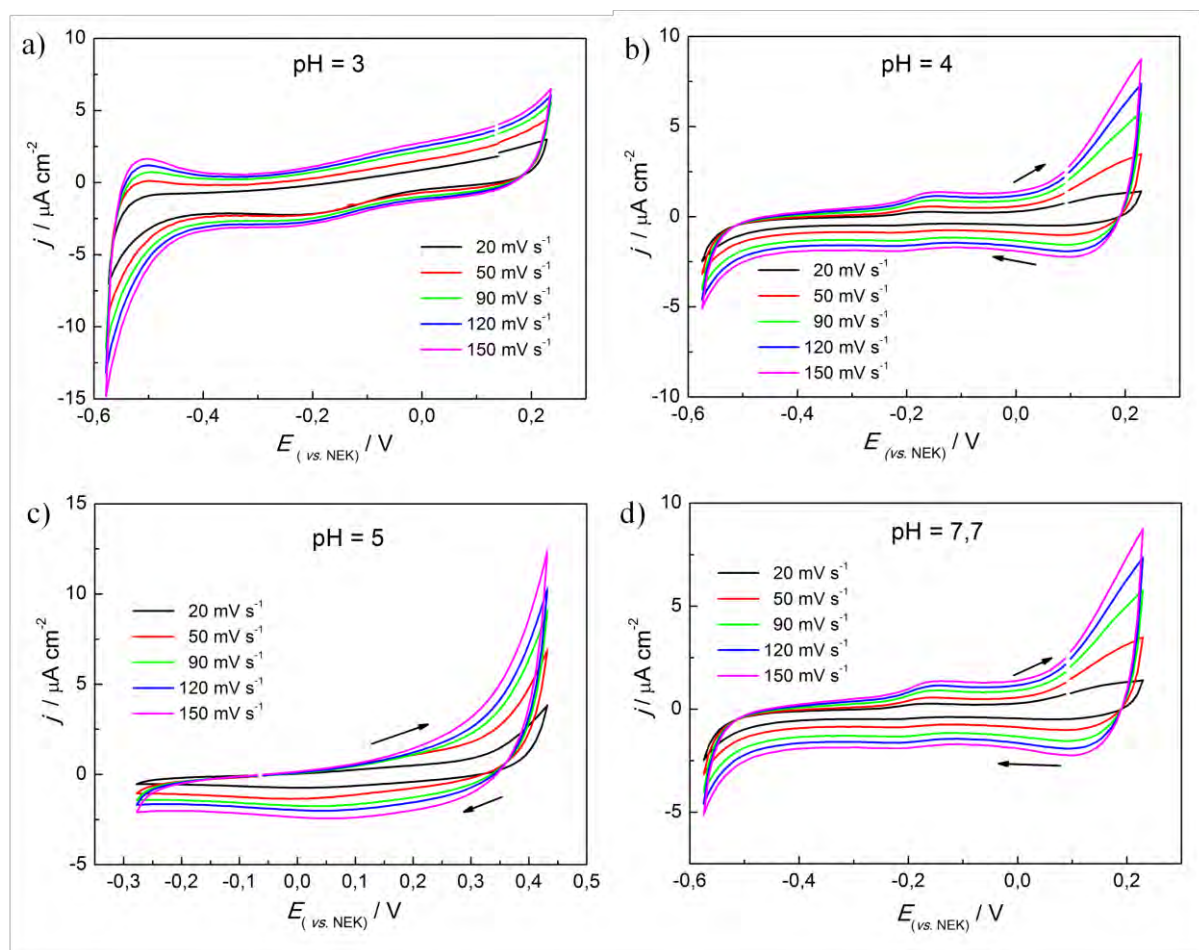 a)
pH = 3
j / μA cm-2
10
5
0
-5
-10
-15
20 mV s-1
50 mV s-1
90 mV s-1
120 mV s-1
150 mV s-1
-0,6
-0,4
-0,2
0,0
0,2
E( vs. NEK) / V
b)
pH = 4
j / μA cm-2
10
5
0
-5
-10
20 mV s-1
50 mV s-1
90 mV s-1
120 mV s-1
150 mV s-1
-0,6
-0,4
-0,2
0,0
0,2
E(vs. NEK) / V
c)
pH = 5
j / μA cm-2
15
10
5
0
-5
20 mV s-1
50 mV s-1
90 mV s-1
120 mV s-1
150 mV s-1
-0,3
-0,2
-0,1
0,0
0,1
0,2
0,3
0,4
0,5
E( vs. NEK) / V
d)
pH = 7,7
j / μA cm-2
10
5
0
-5
20 mV s-1
50 mV s-1
90 mV s-1
120 mV s-1
150 mV s-1
-0,6
-0,4
-0,2
0,0
0,2
E(vs. NEK) / V